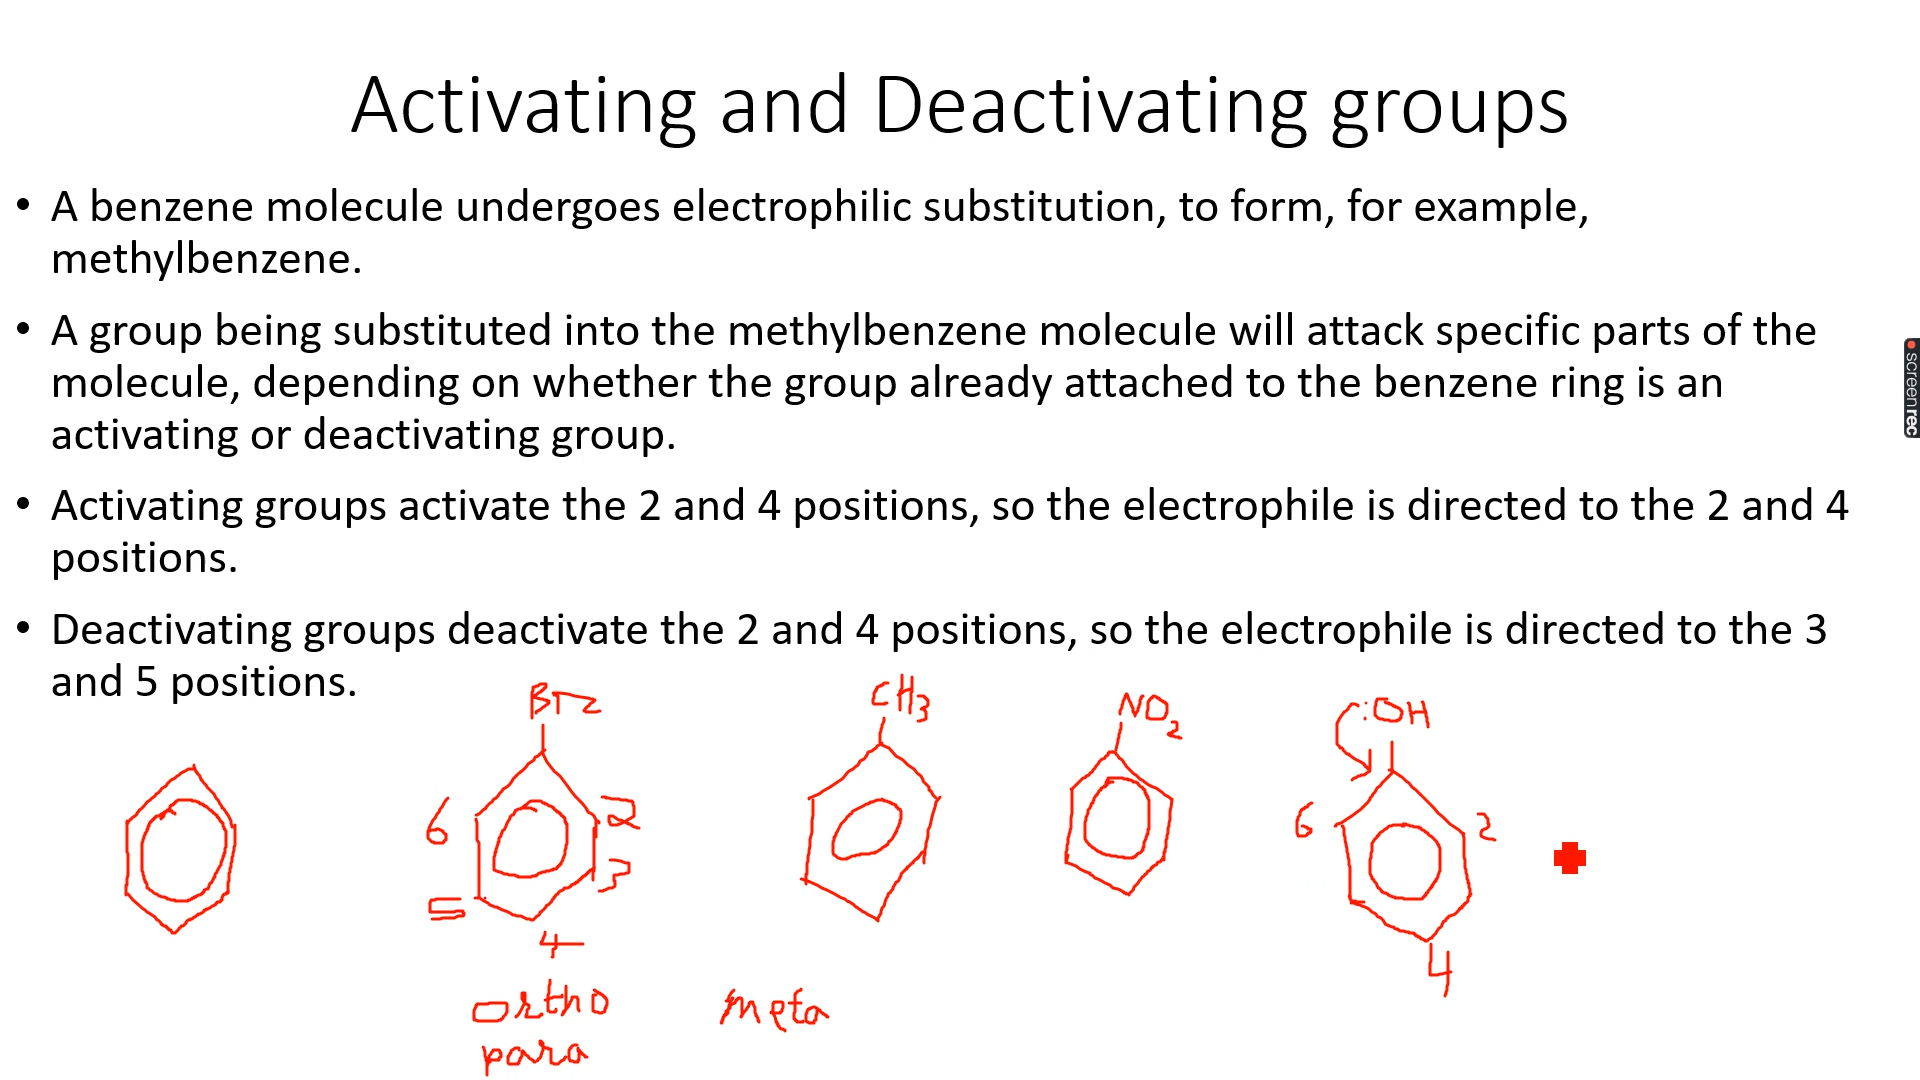 Activating and Deactivating groups
• A benzene molecule undergoes electrophilic substitution, to form, for example,
methylbenzene.
• A group being substituted into the methylbenzene molecule will attack specific parts of the
molecule, depending on whether the group already attached to the benzene ring is an
activating or deactivating group.
• Activating groups activate the 2 and 4 positions, so the electrophile is directed to the 2 and 4
positions.
• Deactivating groups deactivate the 2 and 4 positions, so the electrophile is directed to the 3
and 5 positions.
Br2
6
2
3
5
4
ortho
para
CH3
meta
NO2
:OH
6
2
4
screenrec